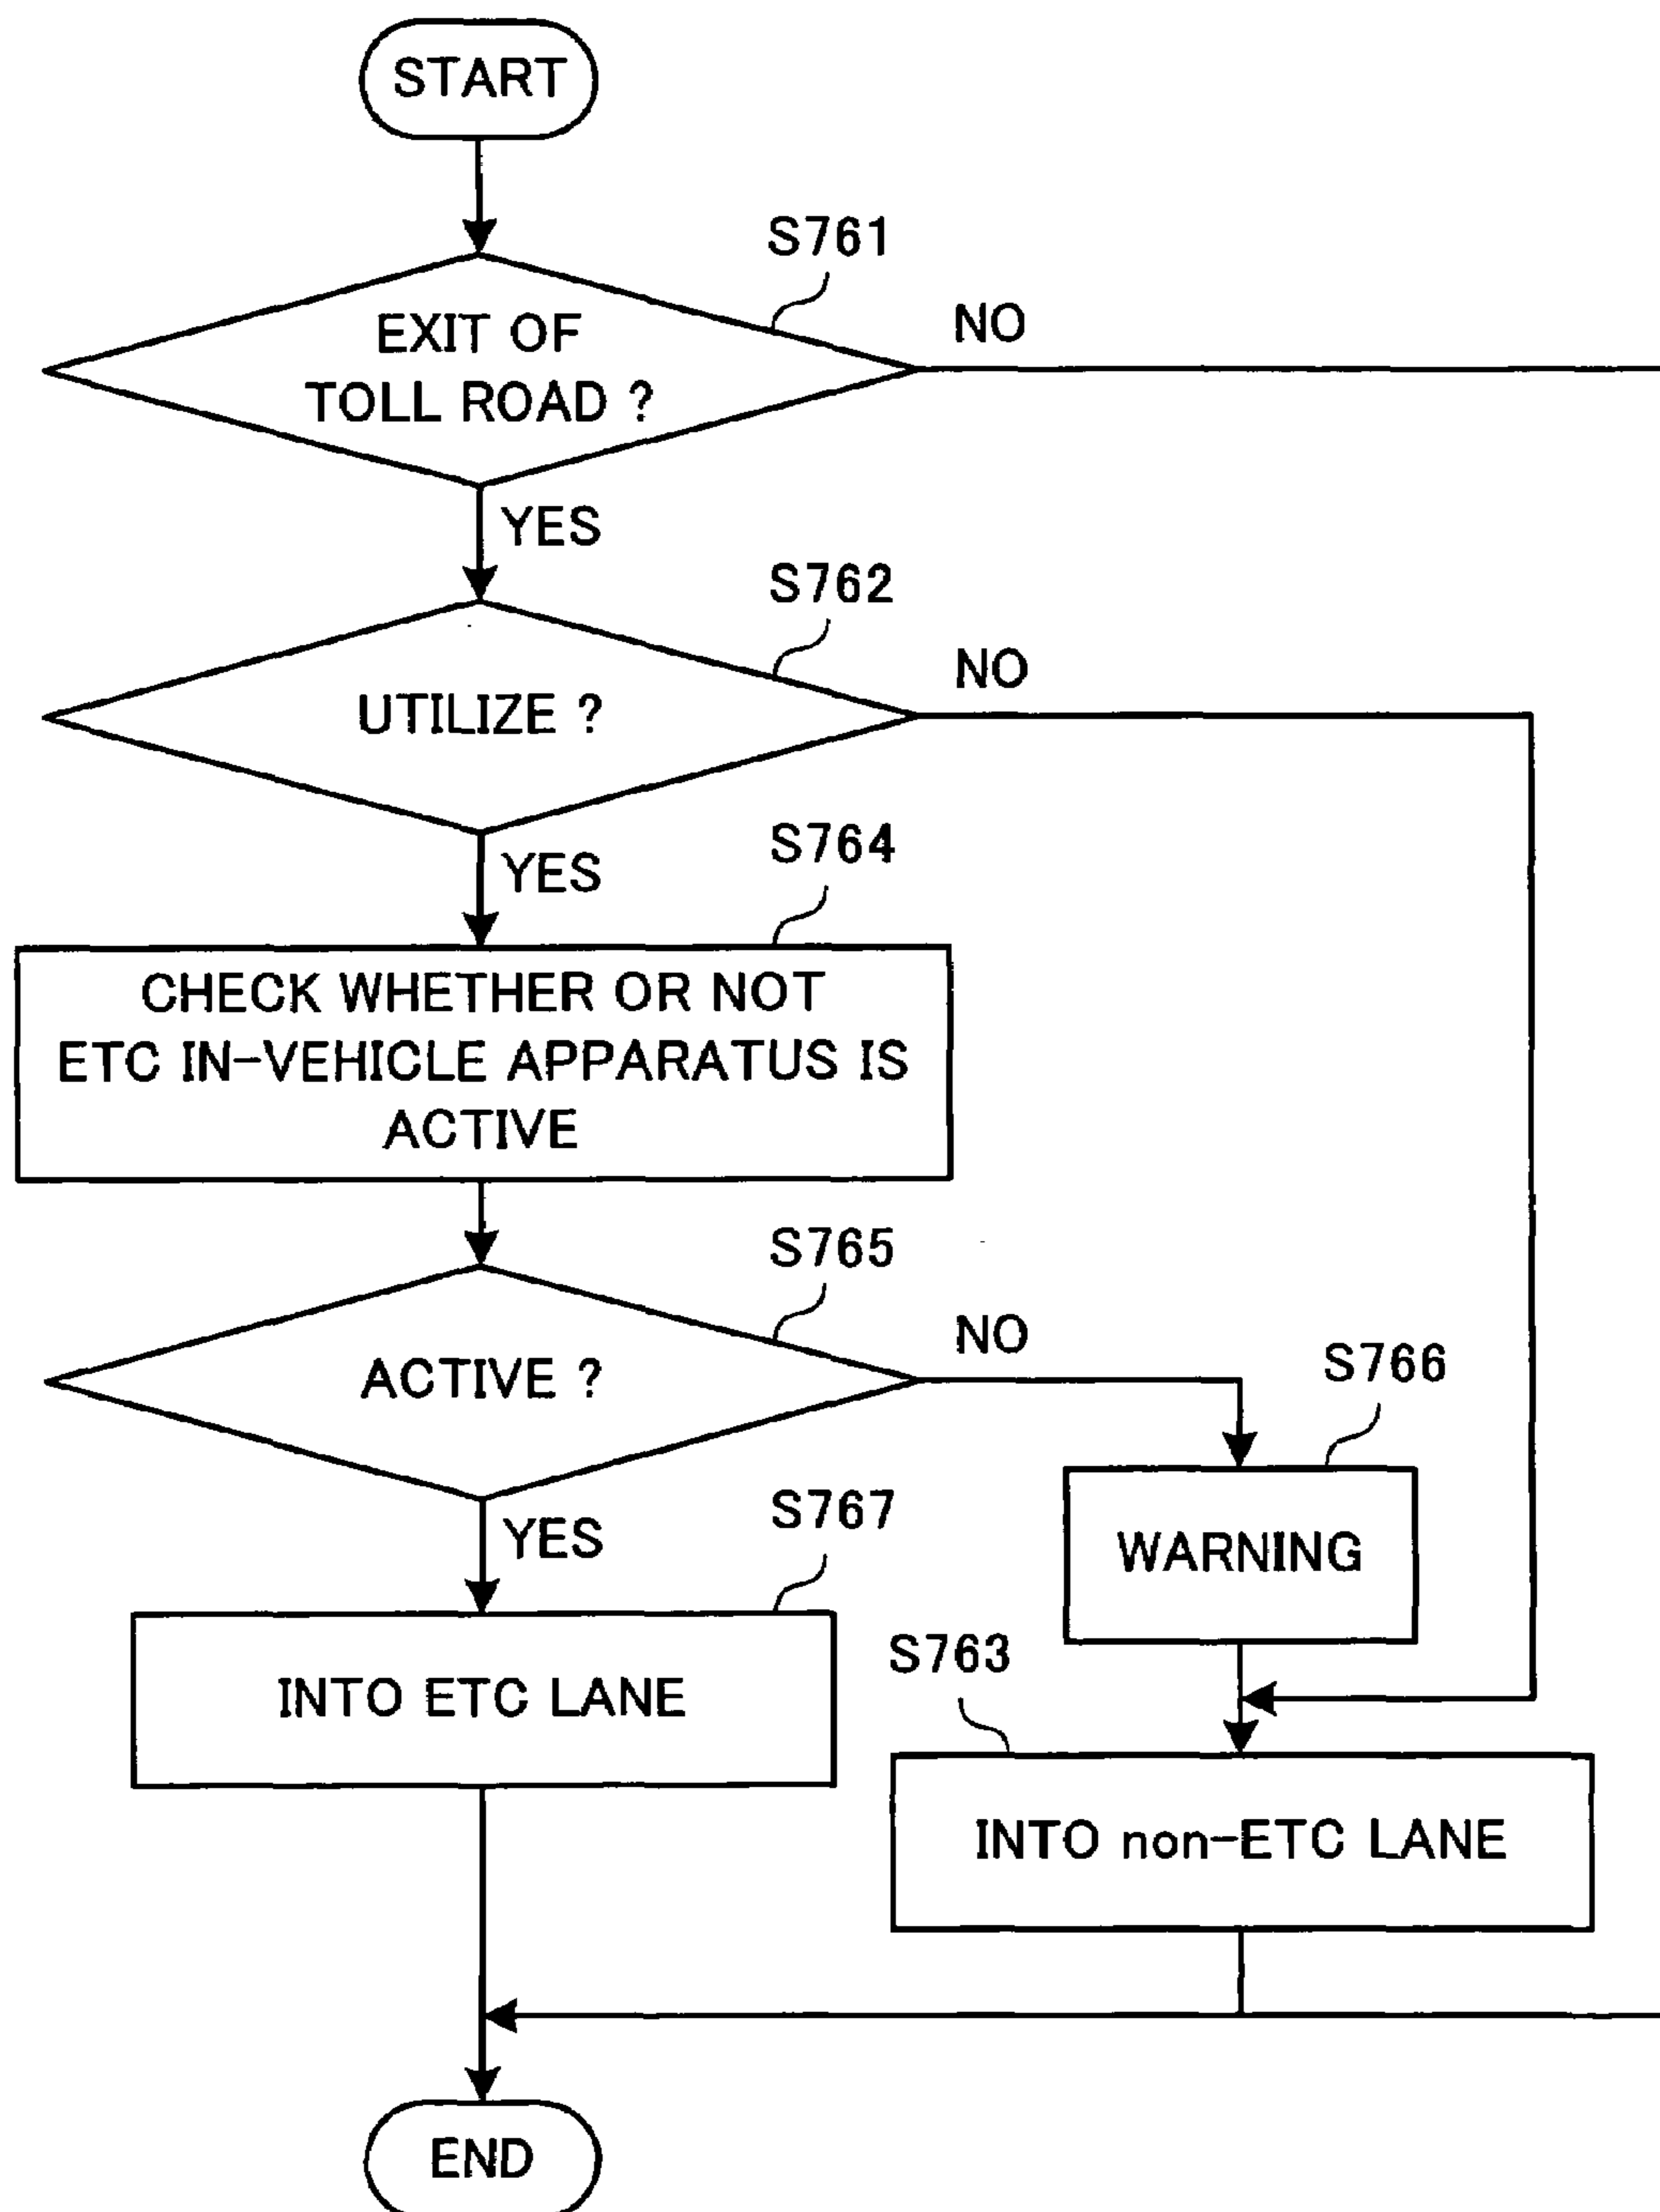 START
S761
EXIT OF
TOLL ROAD ?
NO
YES
S762
UTILIZE ?
NO
YES
S764
CHECK WHETHER OR NOT
ETC IN-VEHICLE APPARATUS IS
ACTIVE
S765
ACTIVE ?
NO
S766
WARNING
YES
S767
INTO ETC LANE
S763
INTO non-ETC LANE
END